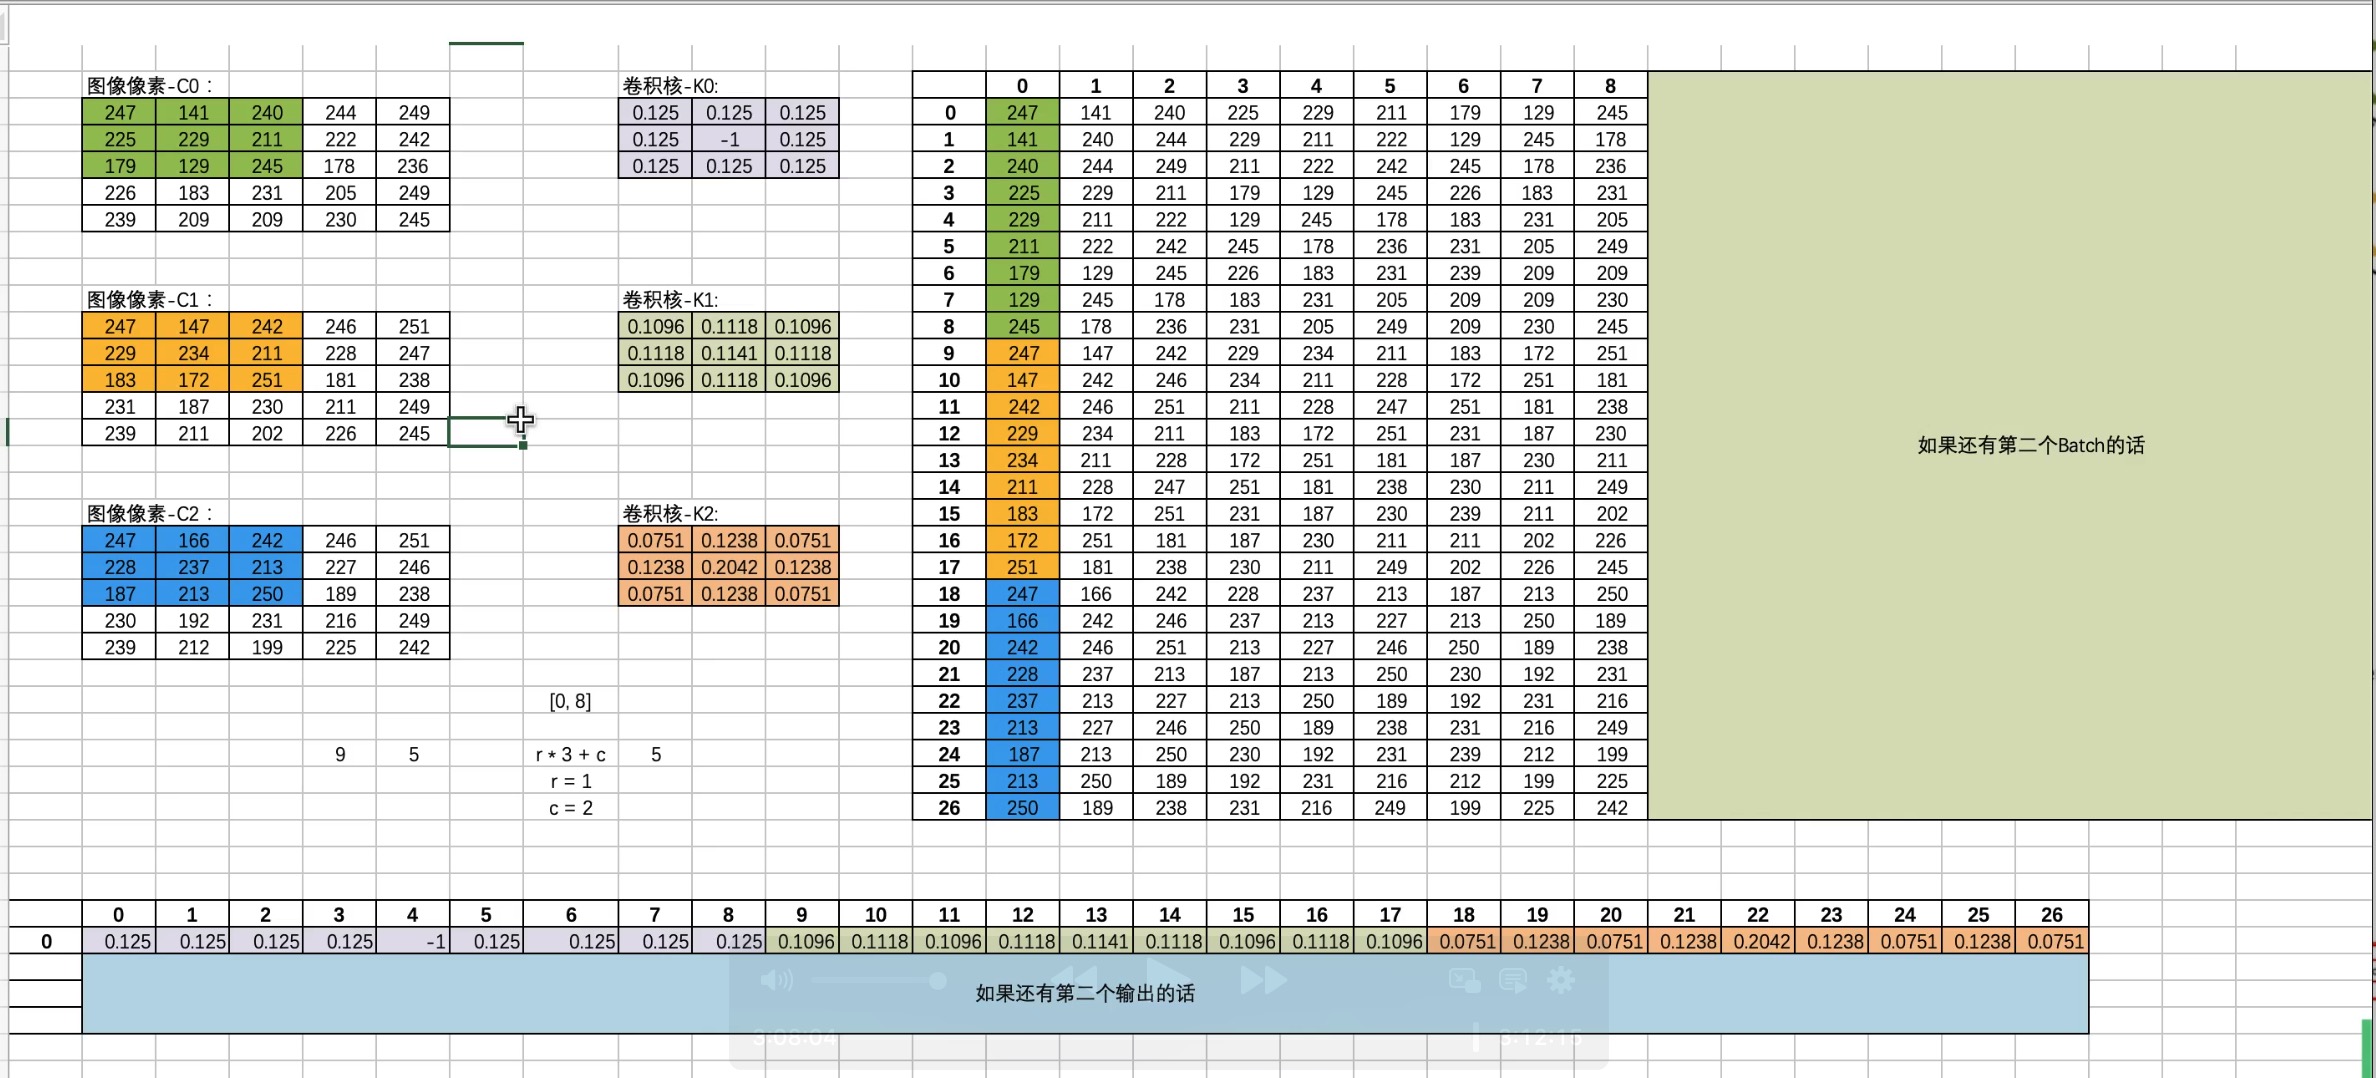 图像像素-C0：
247 141 240 244 249
225 229 211 222 242
179 129 245 178 236
226 183 231 205 249
239 209 209 230 245
卷积核-K0:
0.125 0.125 0.125
0.125 -1 0.125
0.125 0.125 0.125
图像像素-C1：
247 147 242 246 251
229 234 211 228 247
183 172 251 181 238
231 187 230 211 249
239 211 202 226 245
卷积核-K1:
0.1096 0.1118 0.1096
0.1118 0.1141 0.1118
0.1096 0.1118 0.1096
图像像素-C2：
247 166 242 246 251
228 237 213 227 246
187 213 250 189 238
230 192 231 216 249
239 212 199 225 242
卷积核-K2:
0.0751 0.1238 0.0751
0.1238 0.2042 0.1238
0.0751 0.1238 0.0751
[0, 8]
9 5 r * 3 + c 5
r = 1
c = 2
0 1 2 3 4 5 6 7 8
0 247 141 240 225 229 211 179 129 245
1 141 240 244 229 211 222 129 245 178
2 240 244 249 211 222 242 245 178 236
3 225 229 211 179 129 245 226 183 231
4 229 211 222 129 245 178 183 231 205
5 211 222 242 245 178 236 231 205 249
6 179 129 245 226 183 231 239 209 209
7 129 245 178 183 231 205 209 209 230
8 245 178 236 231 205 249 209 230 245
9 247 147 242 229 234 211 183 172 251
10 147 242 246 234 211 228 172 251 181
11 242 246 251 211 228 247 251 181 238
12 229 234 211 183 172 251 231 187 230
13 234 211 228 172 251 181 187 230 211
14 211 228 247 251 181 238 230 211 249
15 183 172 251 231 187 230 239 211 202
16 172 251 181 187 230 211 211 202 226
17 251 181 238 230 211 249 202 226 245
18 247 166 242 228 237 213 187 213 250
19 166 242 246 237 213 227 213 250 189
20 242 246 251 213 227 246 250 189 238
21 228 237 213 187 213 250 230 192 231
22 237 213 227 213 250 189 192 231 216
23 213 227 246 250 189 238 231 216 249
24 187 213 250 230 192 231 239 212 199
25 213 250 189 192 231 216 212 199 225
26 250 189 238 231 216 249 199 225 242
如果还有第二个Batch的话
0 1 2 3 4 5 6 7 8 9 10 11 12 13 14 15 16 17 18 19 20 21 22 23 24 25 26
0 0.125 0.125 0.125 0.125 -1 0.125 0.125 0.125 0.125 0.1096 0.1118 0.1096 0.1118 0.1141 0.1118 0.1096 0.1118 0.1096 0.0751 0.1238 0.0751 0.1238 0.2042 0.1238 0.0751 0.1238 0.0751
如果还有第二个输出的话
3:08:04 3:12:15